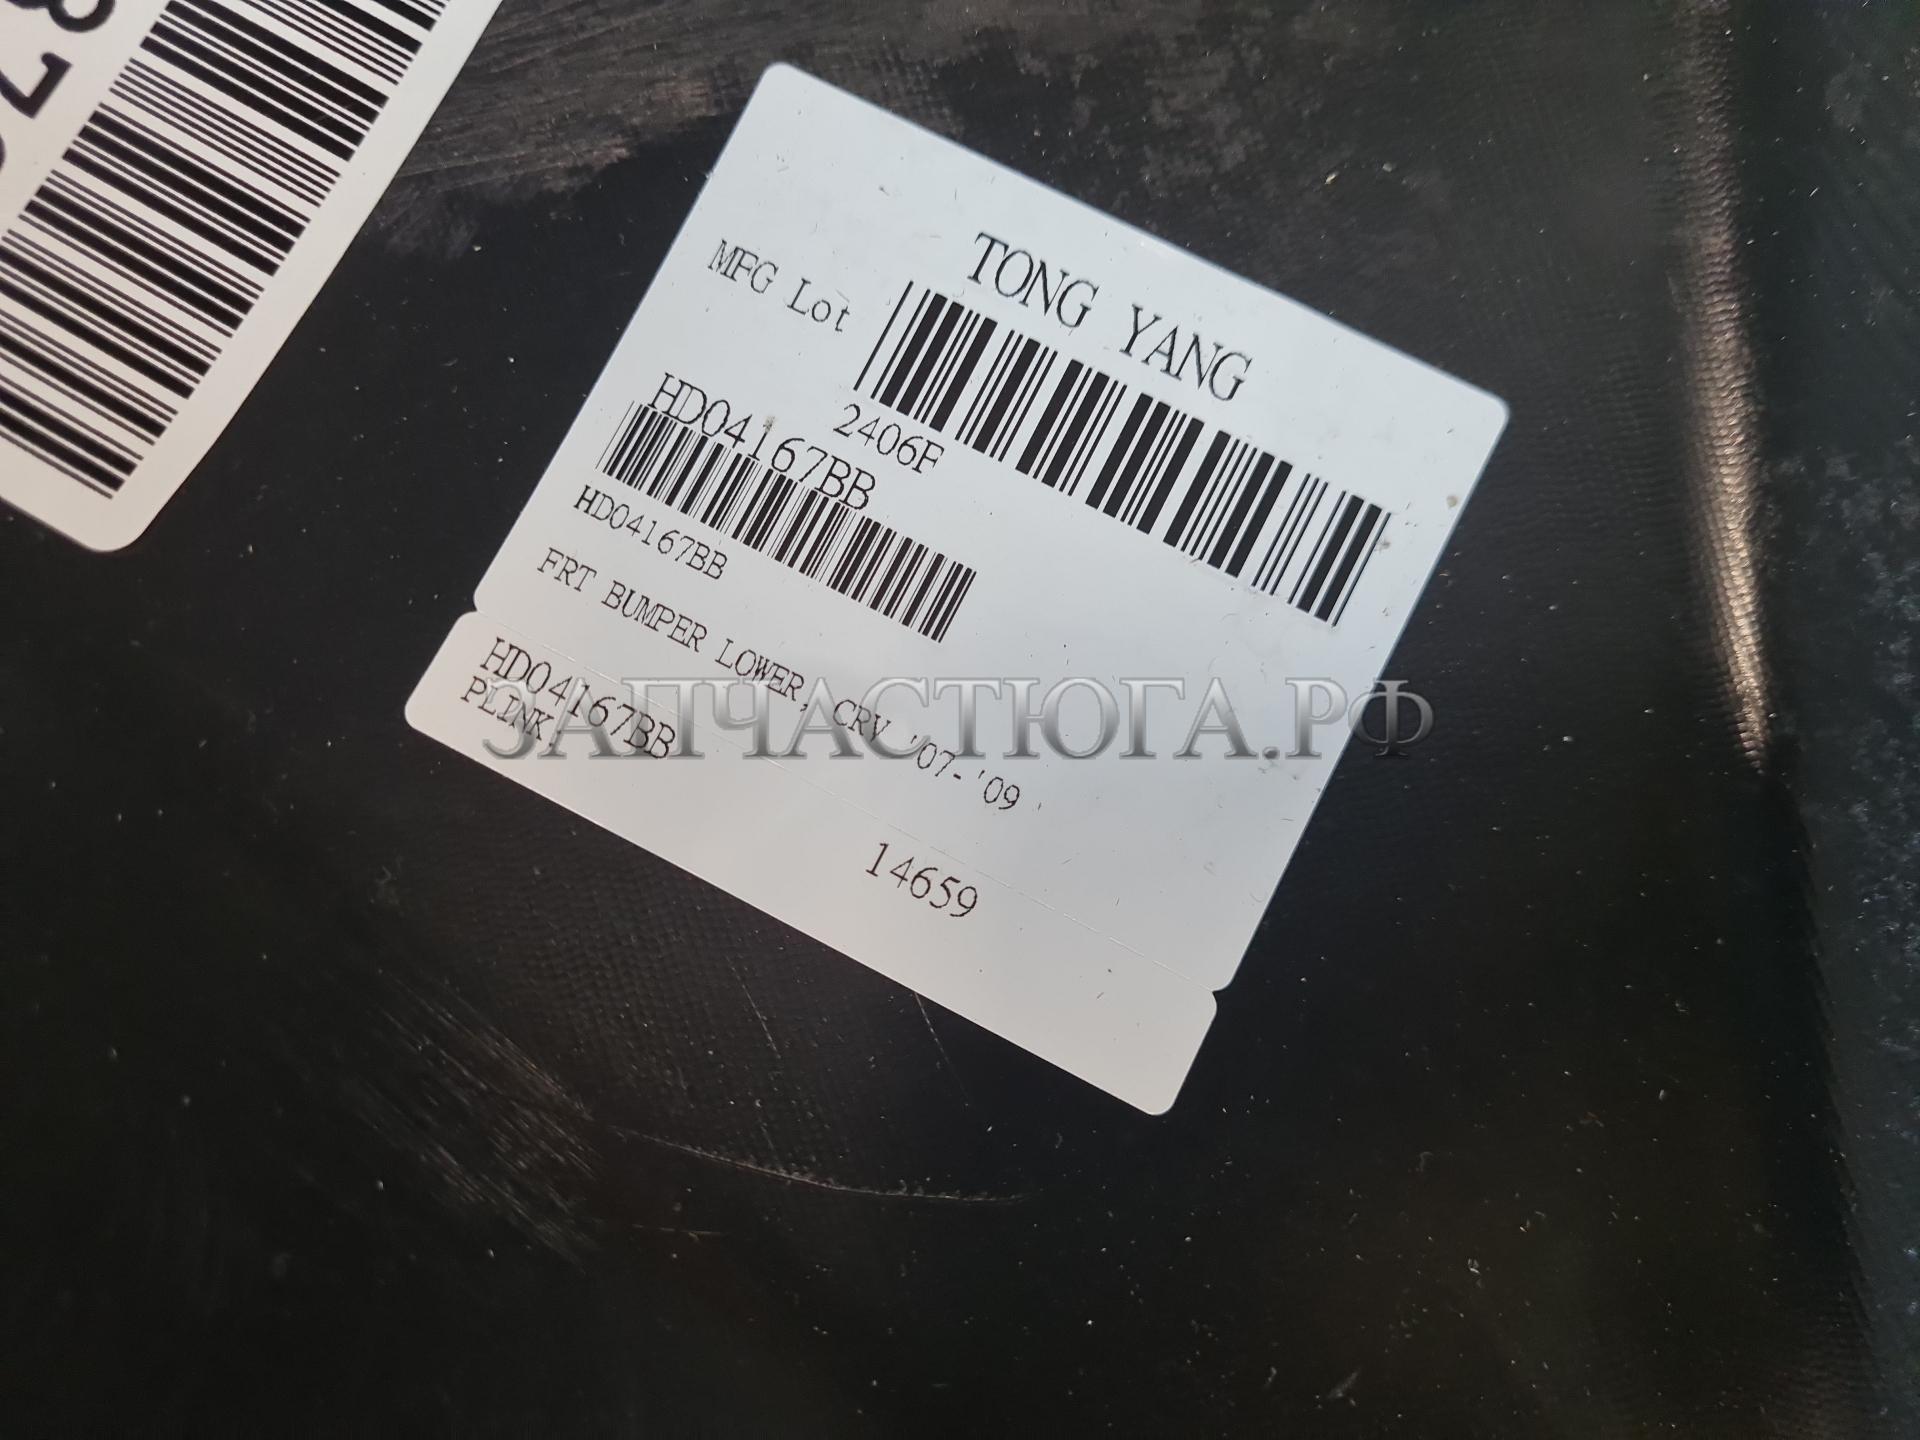 TONG YANG
MFG Lot
2406F
HD04167BB
HD04167BB
FRT BUMPER LOWER, CRV '07-'09
HD04167BB
PLINK
14659
ЗАПЧАСТЮГА.РФ